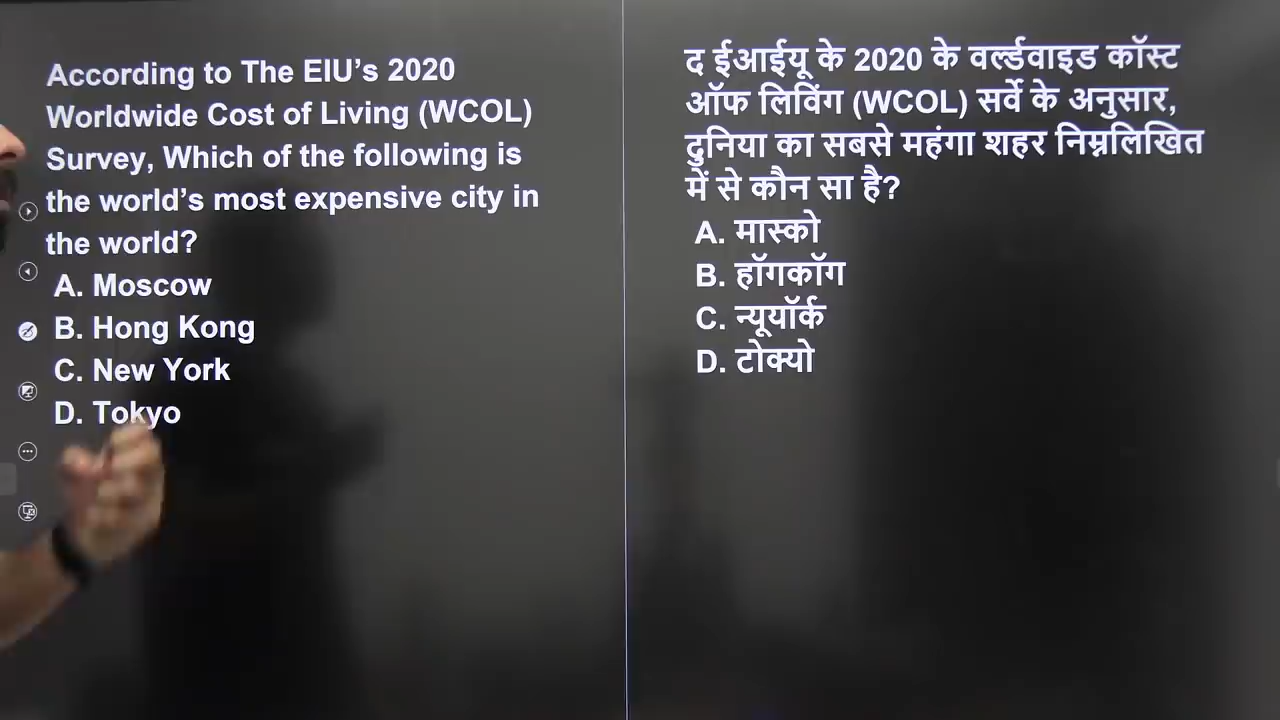 According to The EIU’s 2020
Worldwide Cost of Living (WCOL)
Survey, Which of the following is
the world’s most expensive city in
the world?
A. Moscow
B. Hong Kong
C. New York
D. Tokyo
द ईआईयू के 2020 के वर्ल्डवाइड कॉस्ट
ऑफ लिविंग (WCOL) सर्वे के अनुसार,
दुनिया का सबसे महंगा शहर निम्नलिखित
में से कौन सा है?
A. मास्को
B. हॉगकॉग
C. न्यूयॉर्क
D. टोक्यो